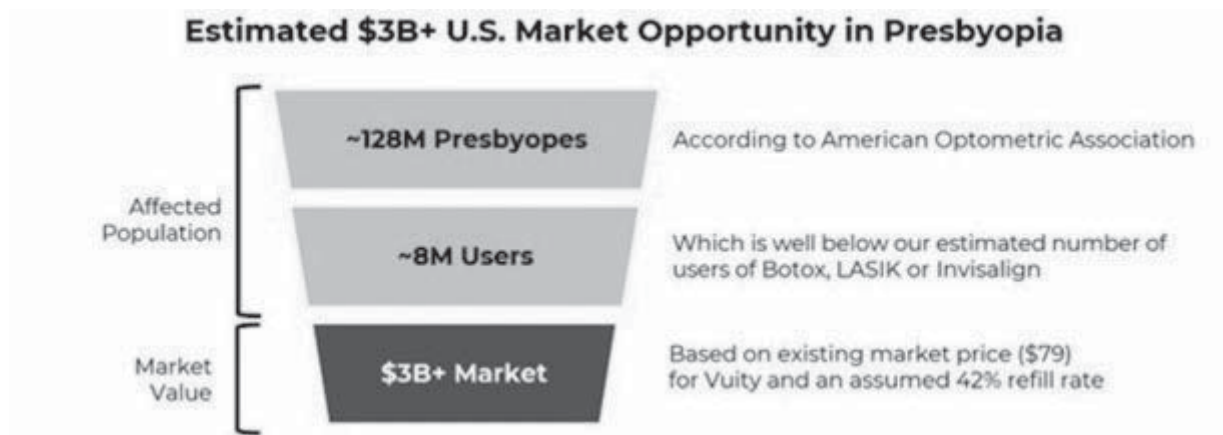 Estimated $3B+ U.S. Market Opportunity in Presbyopia
~128M Presbyopes
According to American Optometric Association
Affected
Population
~8M Users
Which is well below our estimated number of
users of Botox, LASIK or Invisalign
Market
Value
$3B+ Market
Based on existing market price ($79)
for Vuity and an assumed 42% refill rate